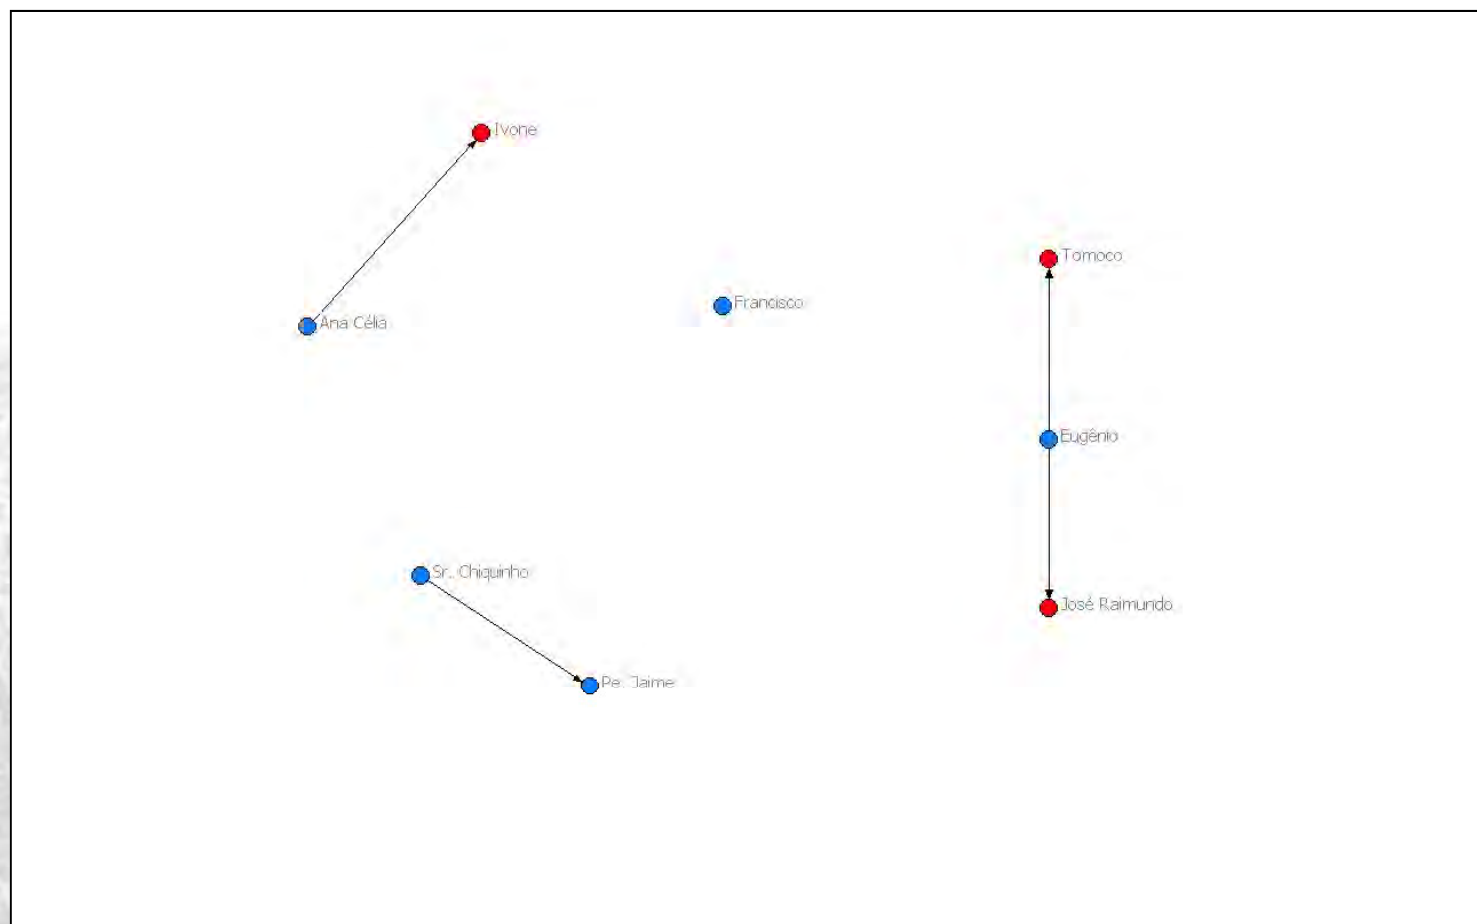 Ivone
Tomoco
Francisco
Ana Célia
Eugênio
Sr. Chiquinho
José Raimundo
Pe. Jaime